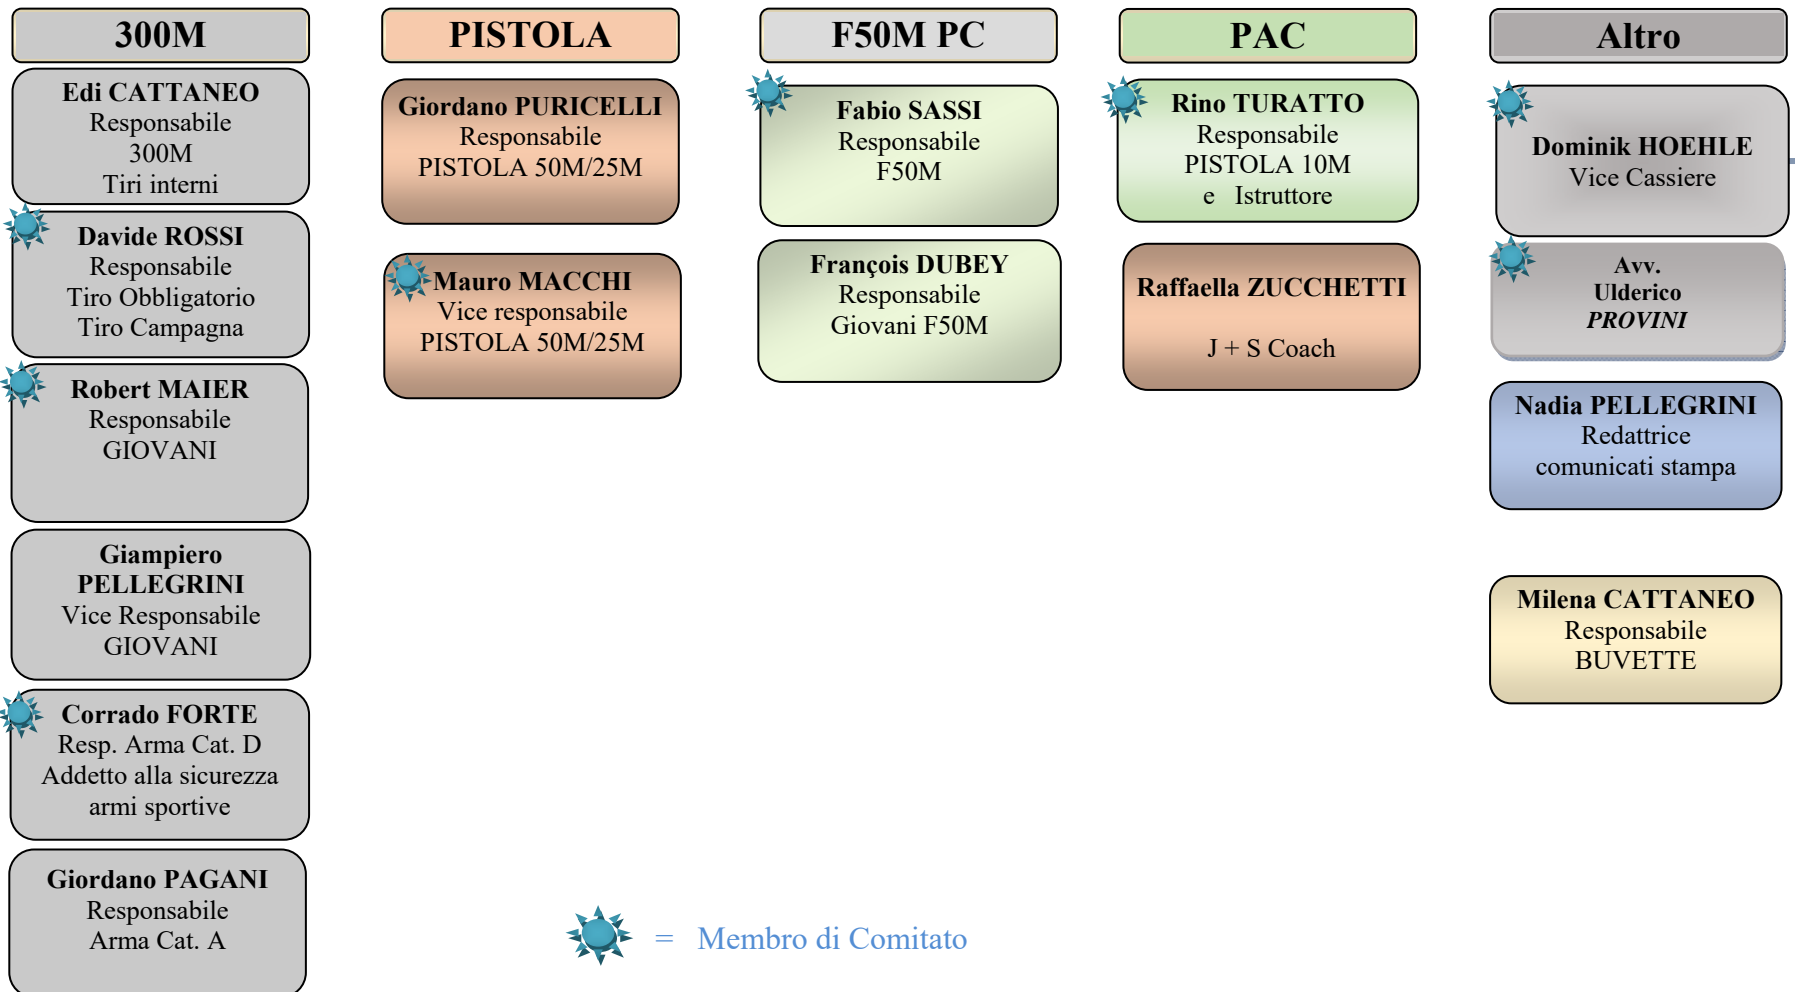 300M
Edi CATTANEO
Responsabile
300M
Tiri interni
Davide ROSSI
Responsabile
Tiro Obbligatorio
Tiro Campagna
Robert MAIER
Responsabile
GIOVANI
Giampiero
PELLEGRINI
Vice Responsabile
GIOVANI
Corrado FORTE
Resp. Arma Cat. D
Addetto alla sicurezza
armi sportive
Giordano PAGANI
Responsabile
Arma Cat. A
PISTOLA
Giordano PURICELLI
Responsabile
PISTOLA 50M/25M
Mauro MACCHI
Vice responsabile
PISTOLA 50M/25M
F50M PC
Fabio SASSI
Responsabile
F50M
François DUBEY
Responsabile
Giovani F50M
PAC
Rino TURATTO
Responsabile
PISTOLA 10M
e Istruttore
Raffaella ZUCCHETTI
J + S Coach
Altro
Dominik HOEHLE
Vice Cassiere
Avv.
Ulderico
PROVINI
Nadia PELLEGRINI
Redattrice
comunicati stampa
Milena CATTANEO
Responsabile
BUVETTE
= Membro di Comitato